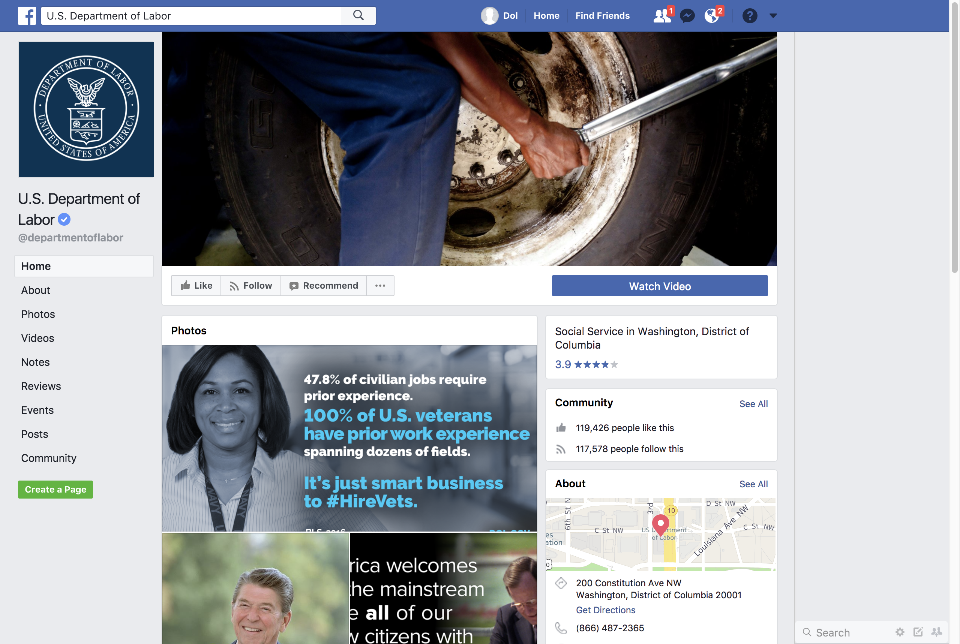 U.S. Department of Labor
Dol
Home
Find Friends
1
2
DEPARTMENT OF LABOR
UNITED STATES OF AMERICA
U.S. Department of
Labor
@departmentoflabor
Home
About
Photos
Videos
Notes
Reviews
Events
Posts
Community
Create a Page
Like
Follow
Recommend
Watch Video
Photos
47.8% of civilian jobs require
prior experience.
100% of U.S. veterans
have prior work experience
spanning dozens of fields.
It's just smart business
to #HireVets.
rica welcomes
he mainstream
e all of our
w citizens with
Social Service in Washington, District of
Columbia
3.9
Community
See All
119,426 people like this
117,578 people follow this
About
See All
D St NW
6th St N
10
C St NW
C St NW
US Department
of Labor
Louisiana Ave NW
200 Constitution Ave NW
Washington, District of Columbia 20001
Get Directions
(866) 487-2365
Search